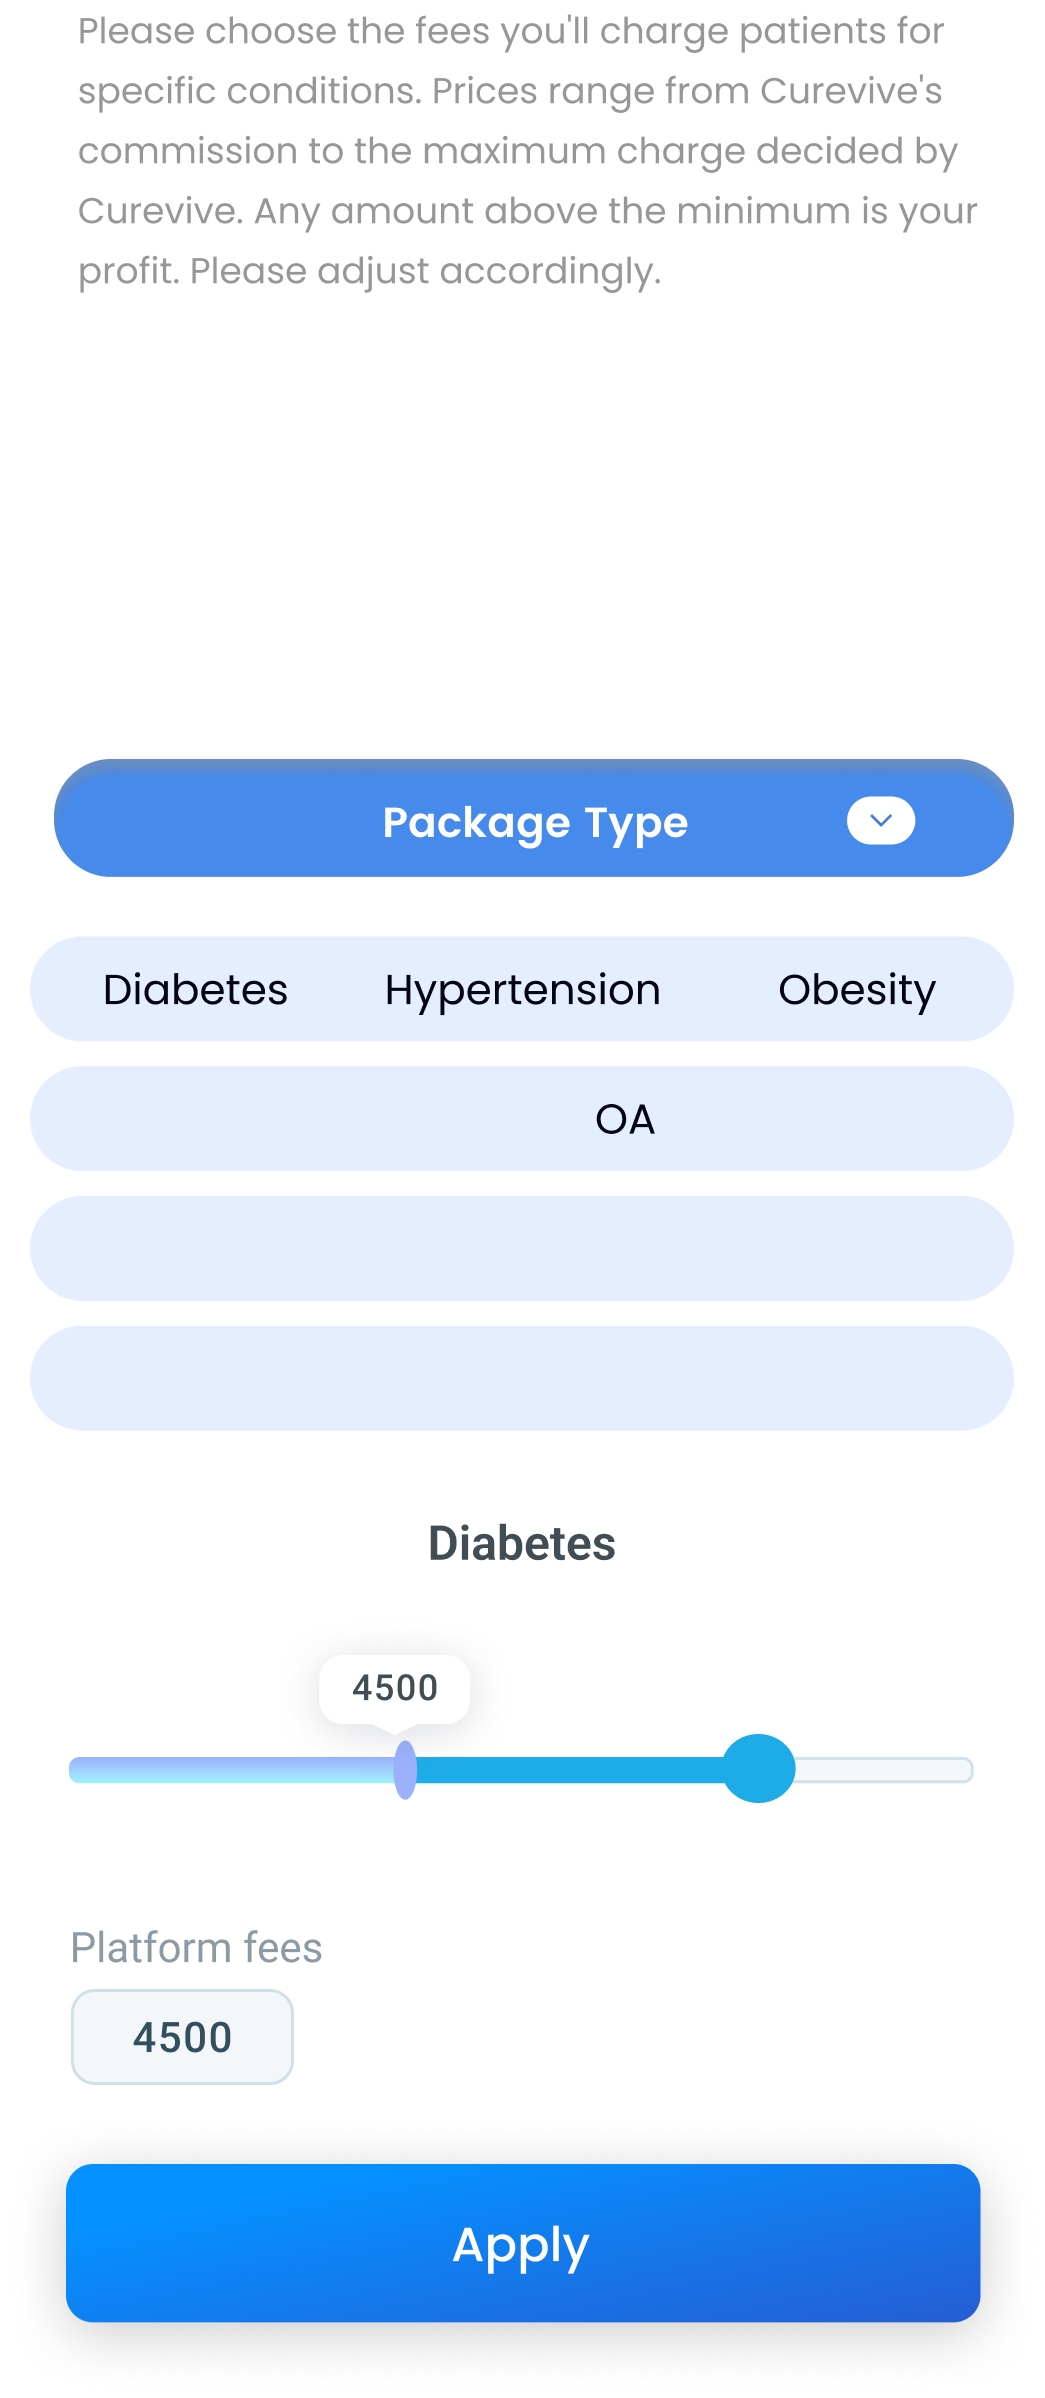 Please choose the fees you'll charge patients for
specific conditions. Prices range from Curevive's
commission to the maximum charge decided by
Curevive. Any amount above the minimum is your
profit. Please adjust accordingly.
Package Type
Diabetes Hypertension Obesity
OA
Diabetes
4500
Platform fees
4500
Apply